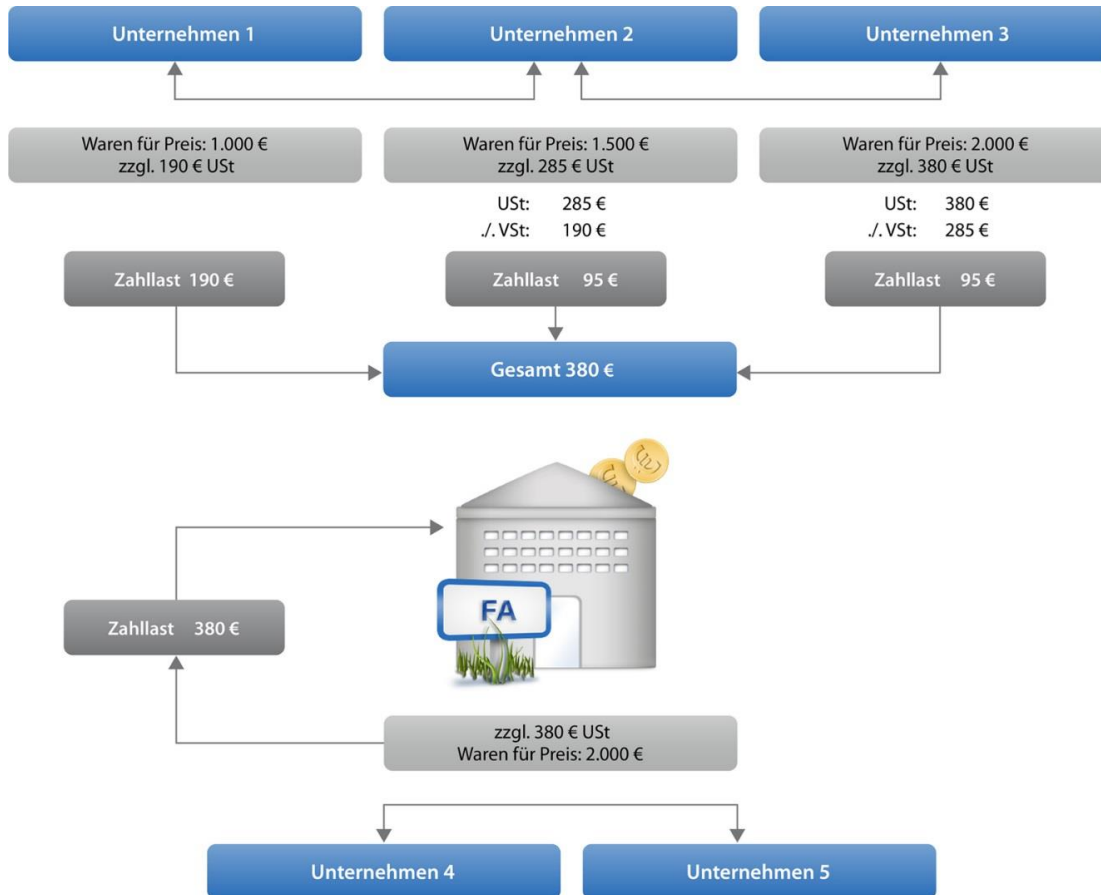 Unternehmen 1
Unternehmen 2
Unternehmen 3
Waren für Preis: 1.000 €
zzgl. 190 € USt
Waren für Preis: 1.500 €
zzgl. 285 € USt
Waren für Preis: 2.000 €
zzgl. 380 € USt
USt: 285 €
./. VSt: 190 €
USt: 380 €
./. VSt: 285 €
Zahllast 190 €
Zahllast 95 €
Zahllast 95 €
Gesamt 380 €
FA
Zahllast 380 €
zzgl. 380 € USt
Waren für Preis: 2.000 €
Unternehmen 4
Unternehmen 5